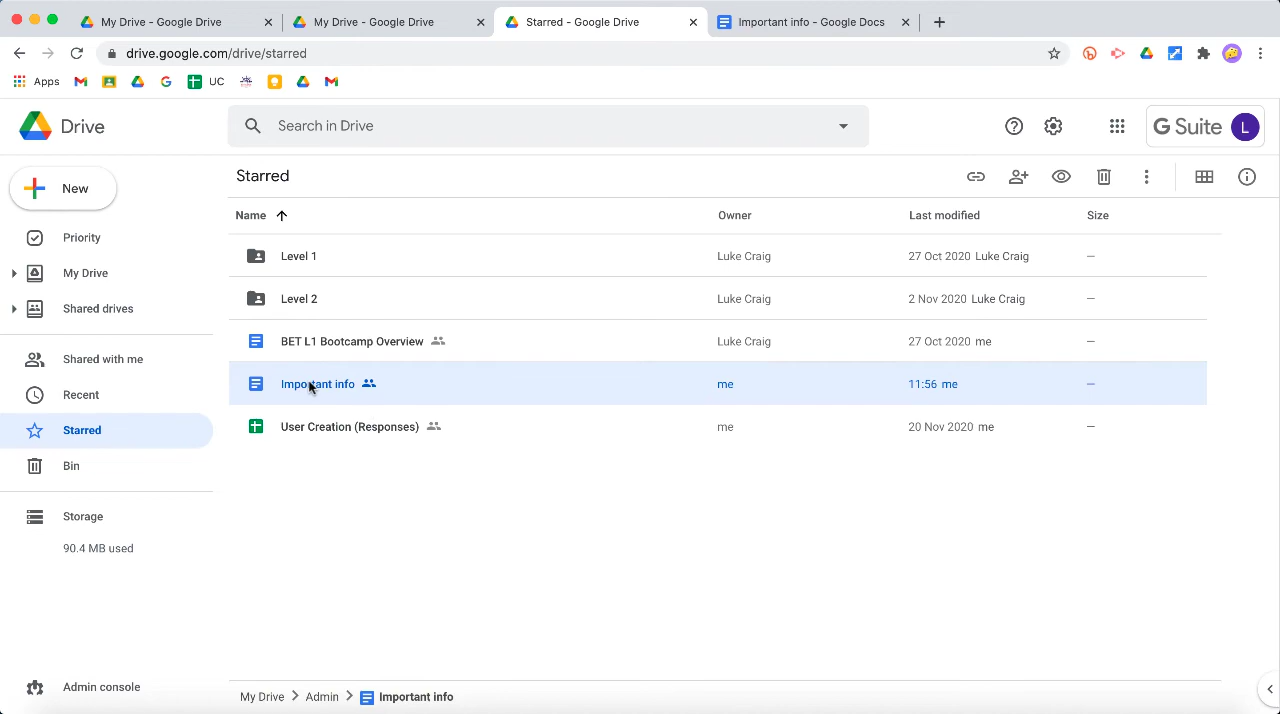 My Drive - Google Drive
My Drive - Google Drive
Starred - Google Drive
Important info - Google Docs
drive.google.com/drive/starred
Apps
UC
Drive
Search in Drive
G Suite
L
New
Starred
Priority
My Drive
Shared drives
Shared with me
Recent
Starred
Bin
Storage
90.4 MB used
Admin console
Name
Owner
Last modified
Size
Level 1 Luke Craig 27 Oct 2020 Luke Craig —
Level 2 Luke Craig 2 Nov 2020 Luke Craig —
BET L1 Bootcamp Overview Luke Craig 27 Oct 2020 me —
Important info me 11:56 me —
User Creation (Responses) me 20 Nov 2020 me —
My Drive > Admin > Important info